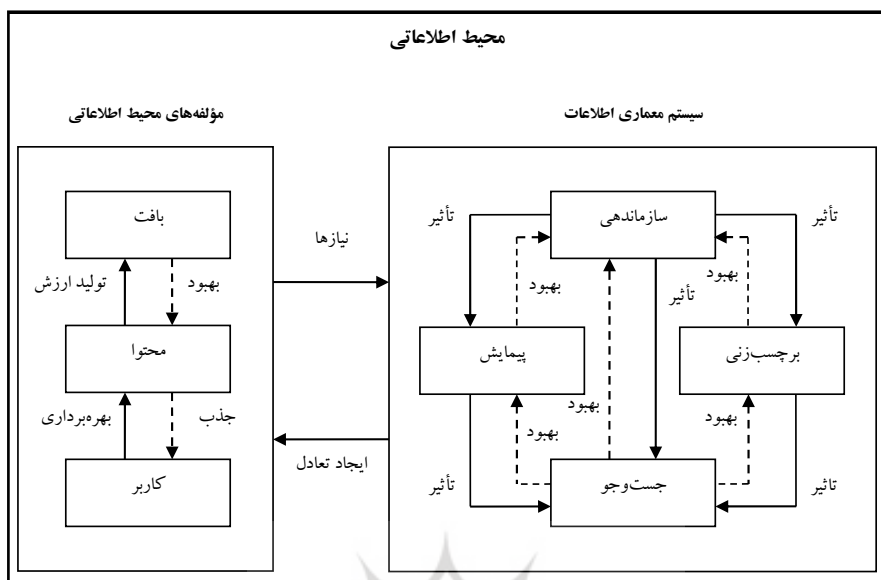 محیط اطلاعاتی
سیستم معماری اطلاعات
مؤلفه‌های محیط اطلاعاتی
سازماندهی
تأثیر
تأثیر
بهبود
بهبود
تأثیر
برچسب‌زنی
پیمایش
بهبود
بهبود
بهبود
جست‌وجو
تاثیر
تأثیر
نیازها
ایجاد تعادل
بافت
بهبود
تولید ارزش
محتوا
جذب
بهره‌برداری
کاربر